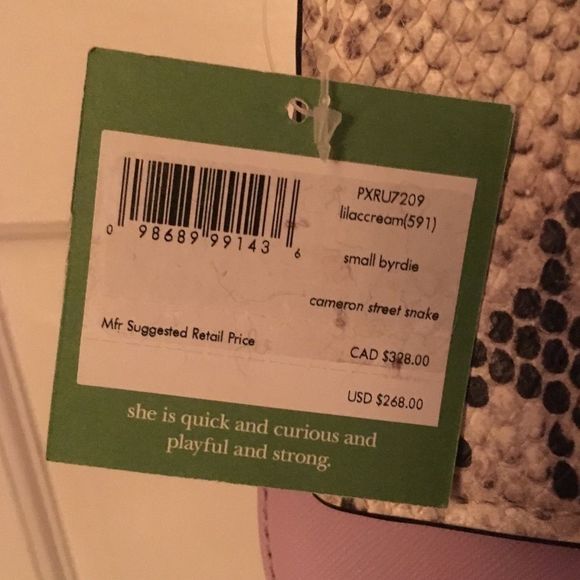 PXRU7209
lilaccream(591)
0 98689 99143 6
small byrdie
cameron street snake
Mfr Suggested Retail Price
CAD $328.00
USD $268.00
she is quick and curious and
playful and strong.